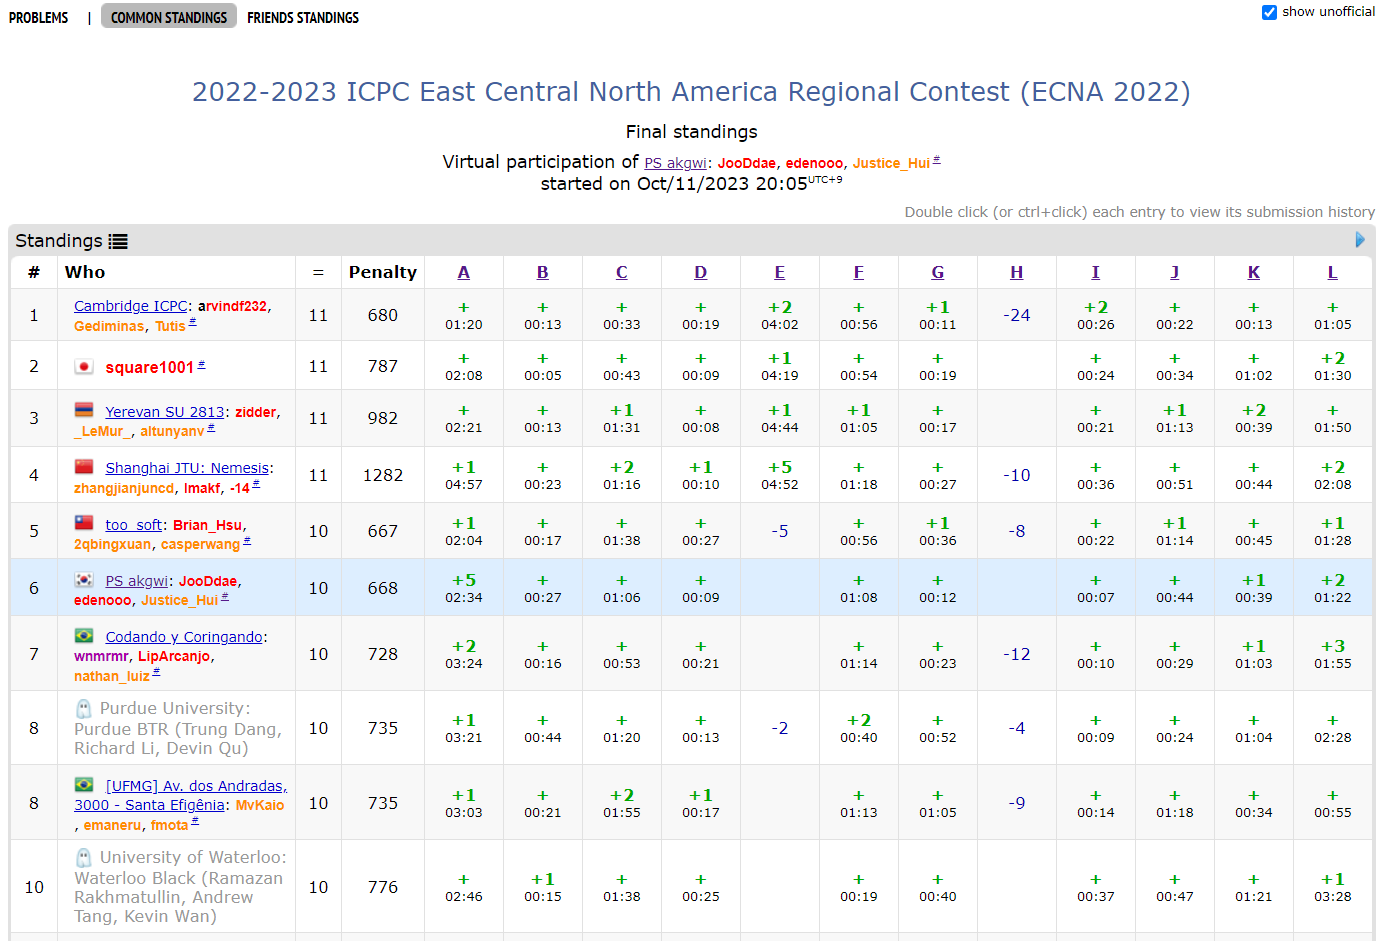 PROBLEMS | COMMON STANDINGS FRIENDS STANDINGS show unofficial
2022-2023 ICPC East Central North America Regional Contest (ECNA 2022)
Final standings
Virtual participation of PS akgwi: JooDdae, edenooo, Justice_Hui #
started on Oct/11/2023 20:05 UTC+9
Double click (or ctrl+click) each entry to view its submission history
Standings
# Who = Penalty A B C D E F G H I J K L
Cambridge ICPC: arvindf232,
1 11 680 + + + + +2 + +1 -24 +2 + + +
Gediminas, Tutis #
01:20 00:13 00:33 00:19 04:02 00:56 00:11 00:26 00:22 00:13 01:05
2 square1001 # 11 787 + + + + +1 + + + + + +2
02:08 00:05 00:43 00:09 04:19 00:54 00:19 00:24 00:34 01:02 01:30
Yerevan SU 2813: zidder,
3 11 982 + + +1 + +1 +1 + + +1 +2 +
_LeMur_, altunyanv #
02:21 00:13 01:31 00:08 04:44 01:05 00:17 00:21 01:13 00:39 01:50
Shanghai JTU: Nemesis:
4 11 1282 +1 + +2 +1 +5 + + -10 + + + +2
zhangjianjuncd, lmakf, -14 #
04:57 00:23 01:16 00:10 04:52 01:18 00:27 00:36 00:51 00:44 02:08
too_soft: Brian_Hsu,
5 10 667 +1 + + + -5 + +1 -8 + +1 + +1
2qbingxuan, casperwang #
02:04 00:17 01:38 00:27 00:56 00:36 00:22 01:14 00:45 01:28
PS akgwi: JooDdae,
6 10 668 +5 + + + + + + + +1 +2
edenooo, Justice_Hui #
02:34 00:27 01:06 00:09 01:08 00:12 00:07 00:44 00:39 01:22
Codando y Coringando:
7 wnmrmr, LipArcanjo, 10 728 +2 + + + + + -12 + + +1 +3
nathan_luiz #
03:24 00:16 00:53 00:21 01:14 00:23 00:10 00:29 01:03 01:55
Purdue University:
8 Purdue BTR (Trung Dang, 10 735 +1 + + + -2 +2 + -4 + + + +
Richard Li, Devin Qu)
03:21 00:44 01:20 00:13 00:40 00:52 00:09 00:24 01:04 02:28
[UFMG] Av. dos Andradas,
8 3000 - Santa Efigênia: MvKaio 10 735 +1 + +2 +1 + + -9 + + + +
, emaneru, fmota #
03:03 00:21 01:55 00:17 01:13 01:05 00:14 01:18 00:34 00:55
University of Waterloo:
Waterloo Black (Ramazan
10 Rakhmatullin, Andrew 10 776 + +1 + + + + + + + +1
Tang, Kevin Wan)
02:46 00:15 01:38 00:25 00:19 00:40 00:37 00:47 01:21 03:28